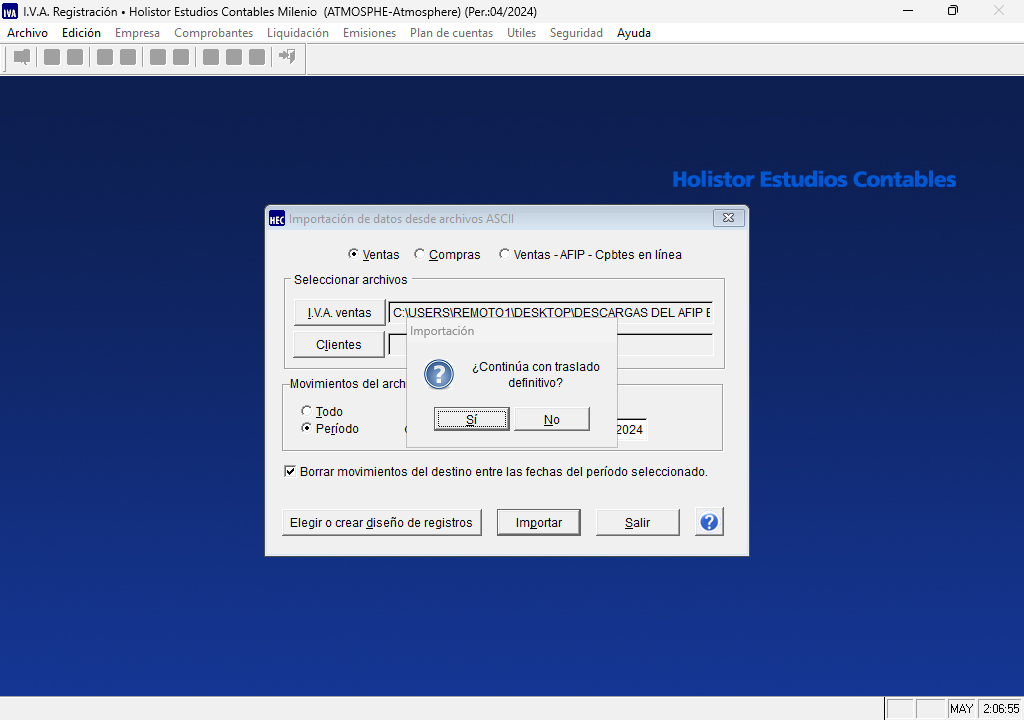 IVA I.V.A. Registración • Holistor Estudios Contables Milenio (ATMOSPHE-Atmosphere) (Per.:04/2024)
Archivo Edición Empresa Comprobantes Liquidación Emisiones Plan de cuentas Utiles Seguridad Ayuda
Holistor Estudios Contables
HEC Importación de datos desde archivos ASCII
Ventas Compras Ventas - AFIP - Cpbtes en línea
Seleccionar archivos
I.V.A. ventas C:\USERS\REMOTO1\DESKTOP\DESCARGAS DEL AFIP
Clientes
Importación
¿Continúa con traslado
definitivo?
Sí No
Movimientos del
Todo
Período 2024
Borrar movimientos del destino entre las fechas del período seleccionado.
Elegir o crear diseño de registros Importar Salir ?
MAY 2:06:55